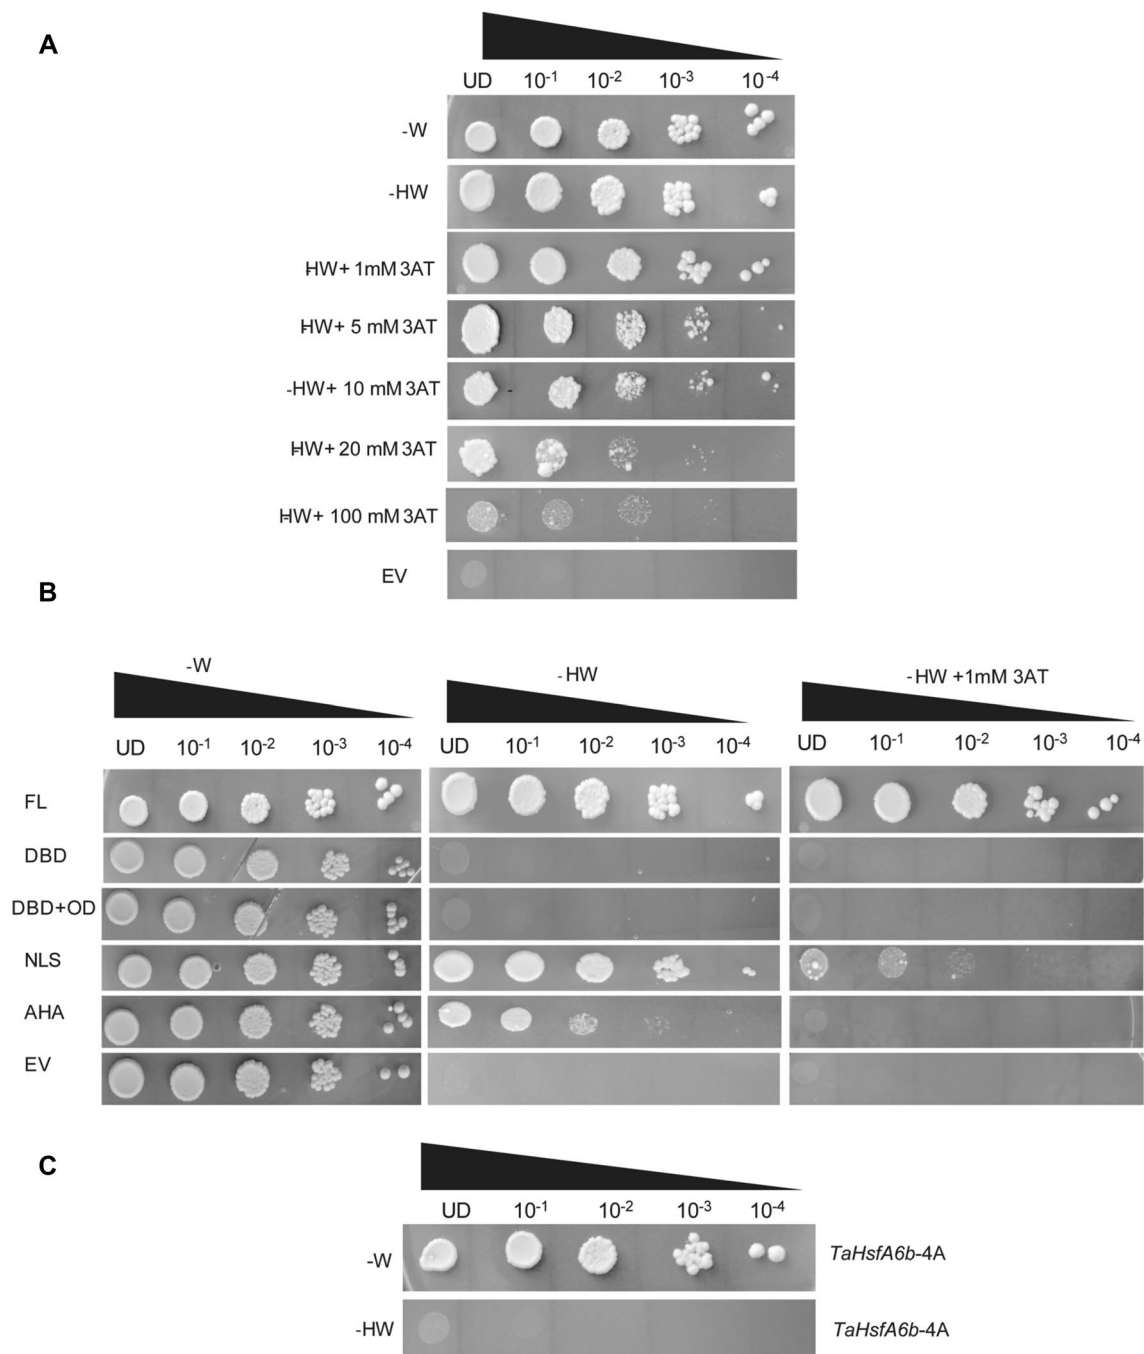 A
UD 10-1 10-2 10-3 10-4
-W
-HW
-HW+ 1mM 3AT
-HW+ 5 mM 3AT
-HW+ 10 mM 3AT
-HW+ 20 mM 3AT
-HW+ 100 mM 3AT
EV
B
-W -HW -HW +1mM 3AT
UD 10-1 10-2 10-3 10-4 UD 10-1 10-2 10-3 10-4 UD 10-1 10-2 10-3 10-4
FL
DBD
DBD+OD
NLS
AHA
EV
C
UD 10-1 10-2 10-3 10-4
-W TaHsfA6b-4A
-HW TaHsfA6b-4A